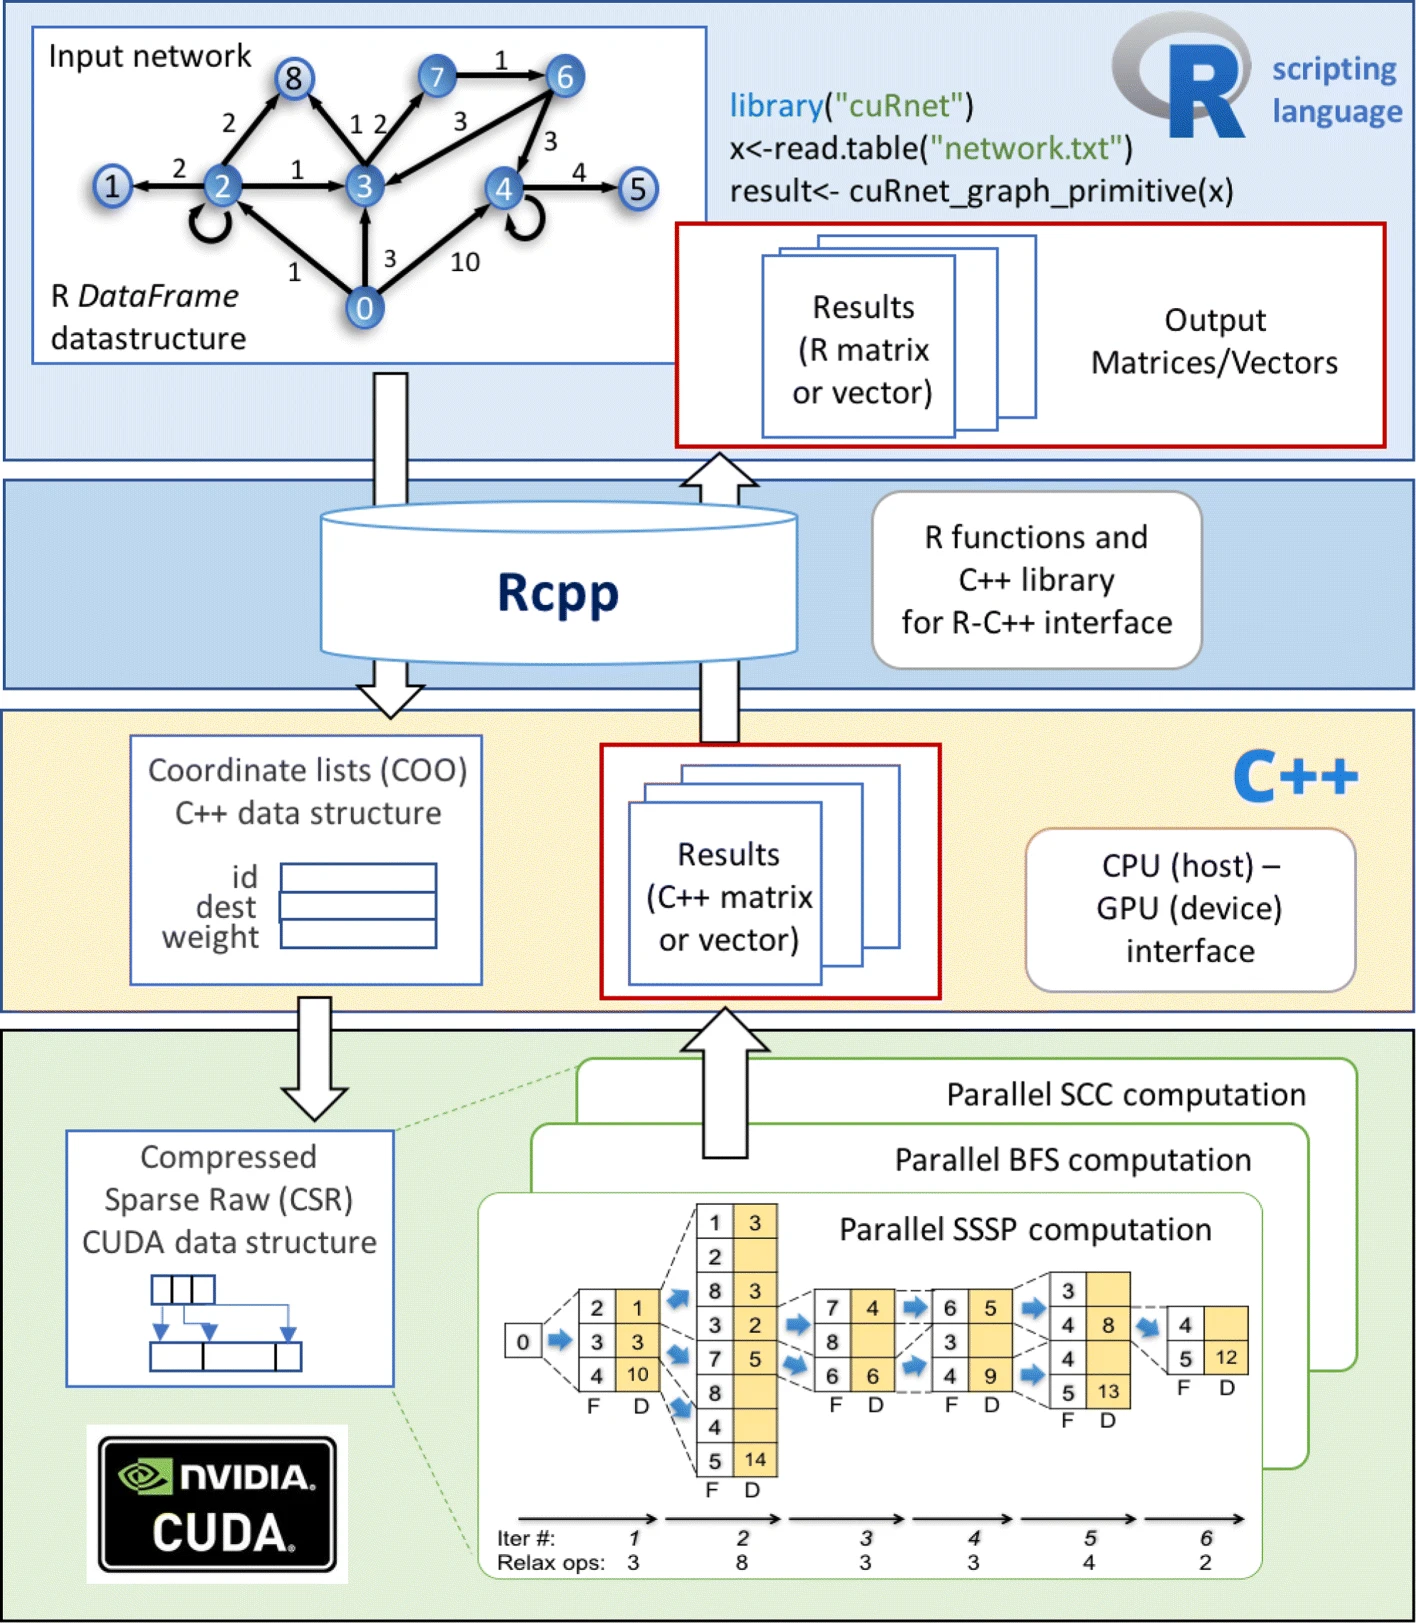 Input network
8
7
1
6
2
1
2
3
3
1
2
2
1
3
4
4
5
1
3
10
0
R DataFrame
datastructure
R
scripting
language
library("cuRnet")
x<-read.table("network.txt")
result<- cuRnet_graph_primitive(x)
Results
(R matrix
or vector)
Output
Matrices/Vectors
Rcpp
R functions and
C++ library
for R-C++ interface
Coordinate lists (COO)
C++ data structure
id
dest
weight
Results
(C++ matrix
or vector)
C++
CPU (host) –
GPU (device)
interface
Compressed
Sparse Raw (CSR)
CUDA data structure
NVIDIA.
CUDA.
Parallel SCC computation
Parallel BFS computation
Parallel SSSP computation
0
2 1
3 3
4 10
F D
1 3
2
8 3
3 2
7 5
8
4
5 14
F D
7 4
8
6 6
F D
6 5
3
4 9
F D
3
4 8
4
5 13
F D
4
5 12
F D
Iter #: 1 2 3 4 5 6
Relax ops: 3 8 3 3 4 2